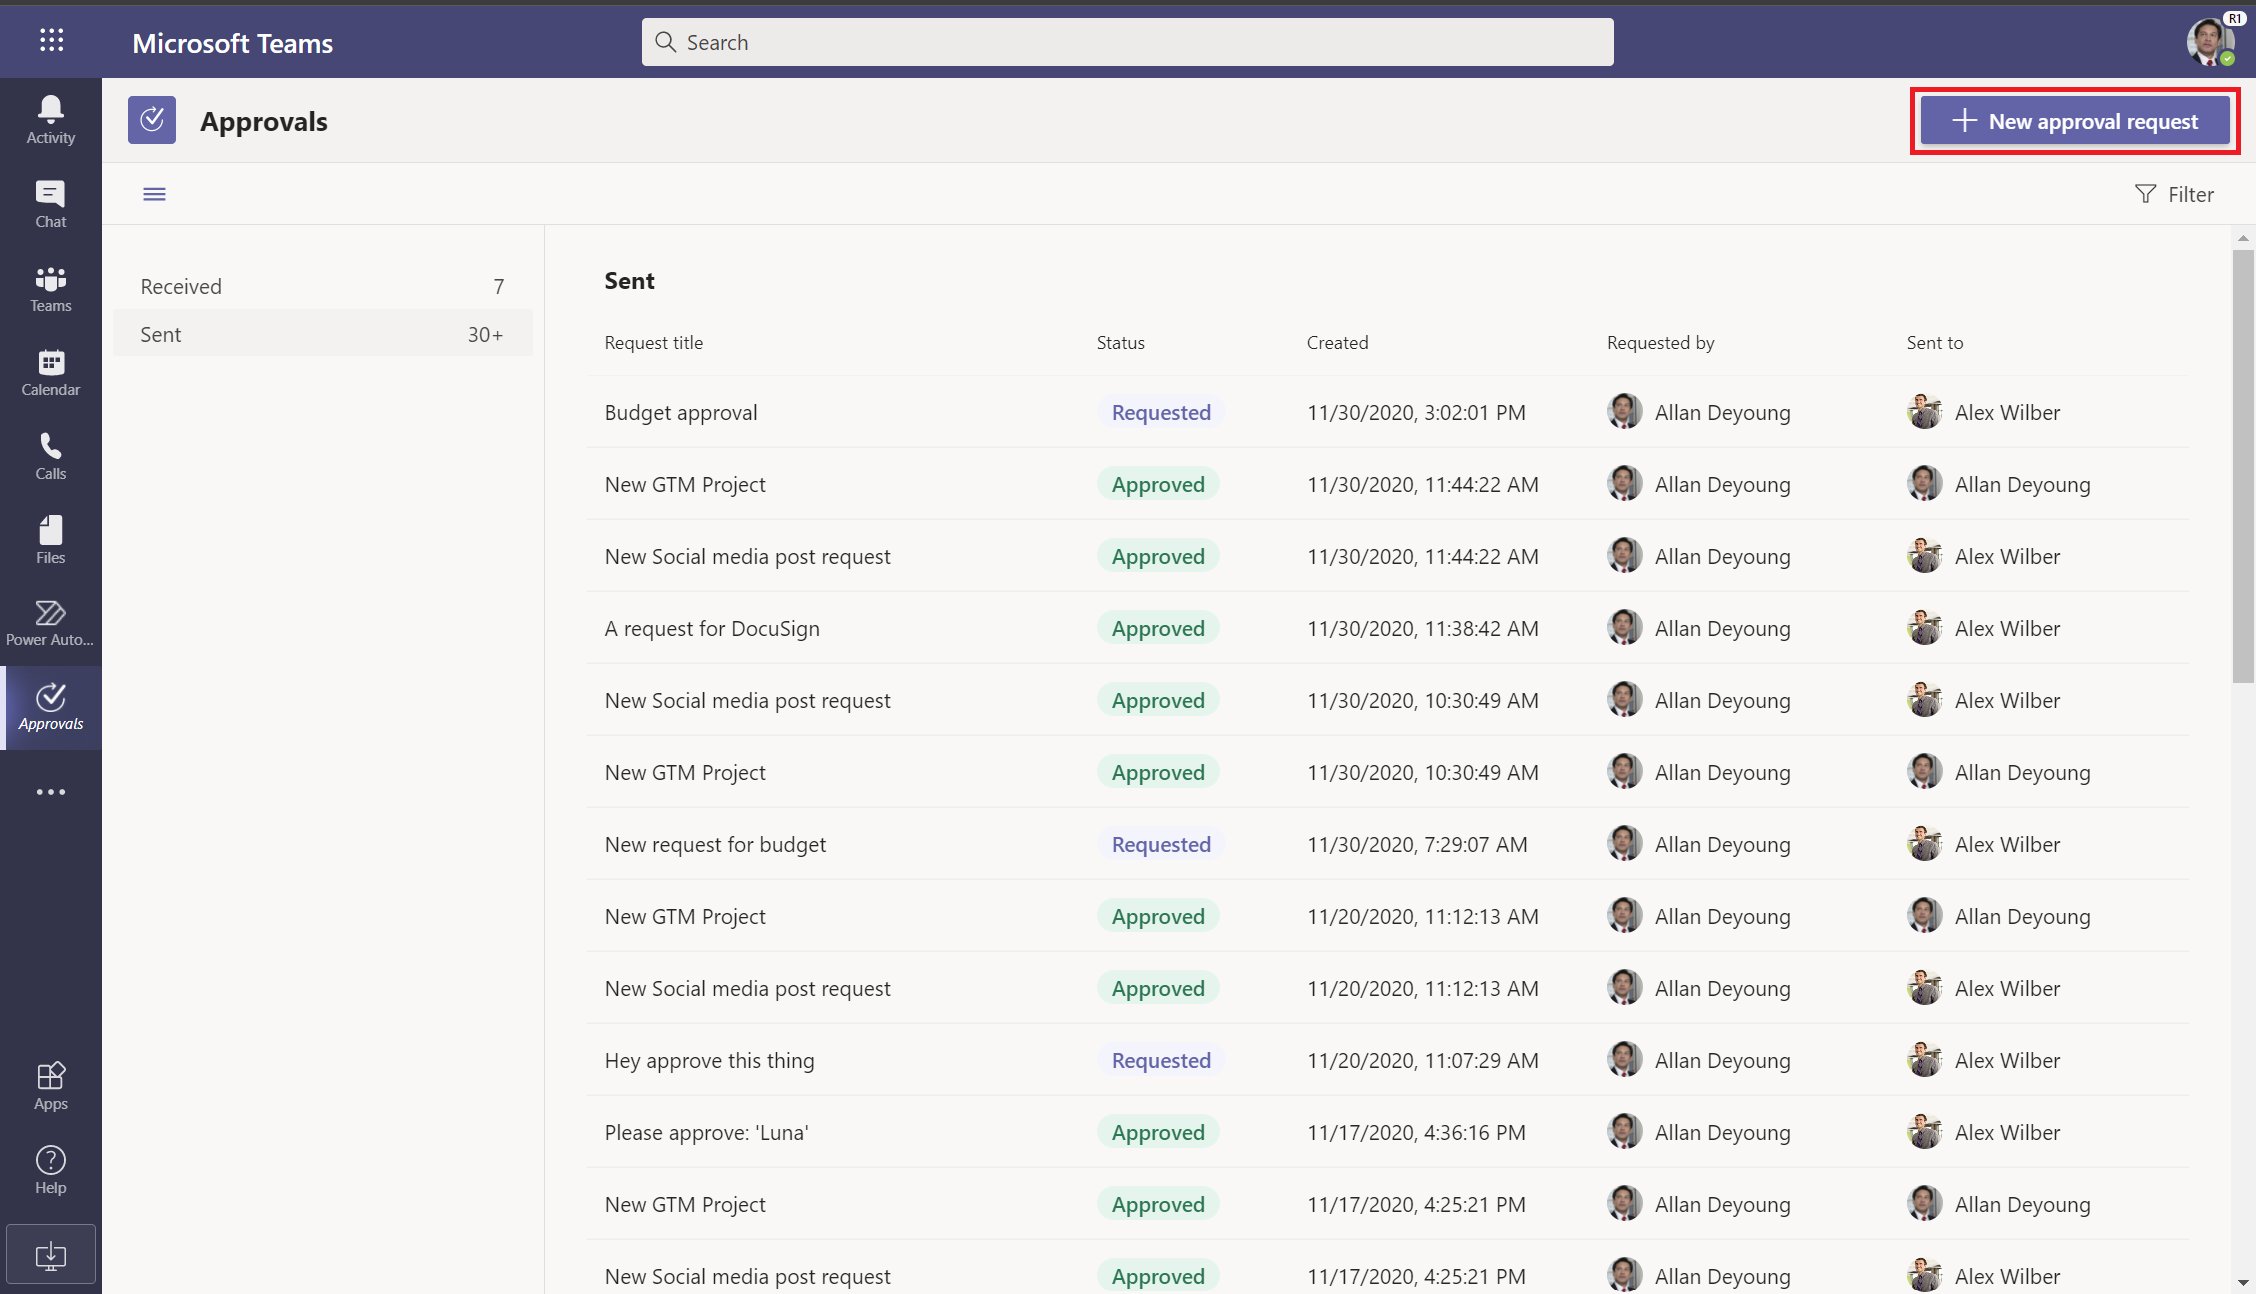 Microsoft Teams
Search
R1
Activity
Chat
Teams
Calendar
Calls
Files
Power Auto...
Approvals
Apps
Help
Approvals
New approval request
Filter
Received 7
Sent 30+
Sent
Request title Status Created Requested by Sent to
Budget approval Requested 11/30/2020, 3:02:01 PM Allan Deyoung Alex Wilber
New GTM Project Approved 11/30/2020, 11:44:22 AM Allan Deyoung Allan Deyoung
New Social media post request Approved 11/30/2020, 11:44:22 AM Allan Deyoung Alex Wilber
A request for DocuSign Approved 11/30/2020, 11:38:42 AM Allan Deyoung Alex Wilber
New Social media post request Approved 11/30/2020, 10:30:49 AM Allan Deyoung Alex Wilber
New GTM Project Approved 11/30/2020, 10:30:49 AM Allan Deyoung Allan Deyoung
New request for budget Requested 11/30/2020, 7:29:07 AM Allan Deyoung Alex Wilber
New GTM Project Approved 11/20/2020, 11:12:13 AM Allan Deyoung Allan Deyoung
New Social media post request Approved 11/20/2020, 11:12:13 AM Allan Deyoung Alex Wilber
Hey approve this thing Requested 11/20/2020, 11:07:29 AM Allan Deyoung Alex Wilber
Please approve: 'Luna' Approved 11/17/2020, 4:36:16 PM Allan Deyoung Alex Wilber
New GTM Project Approved 11/17/2020, 4:25:21 PM Allan Deyoung Allan Deyoung
New Social media post request Approved 11/17/2020, 4:25:21 PM Allan Deyoung Alex Wilber